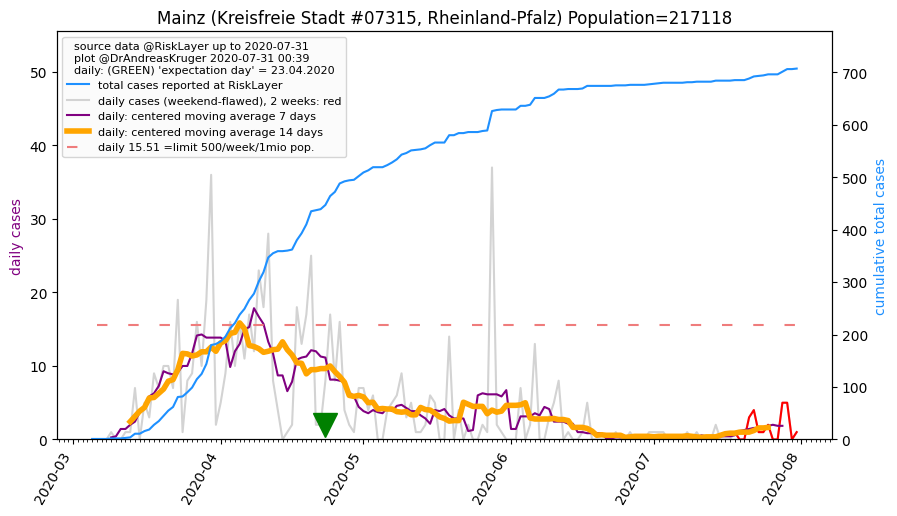 Mainz (Kreisfreie Stadt #07315, Rheinland-Pfalz) Population=217118
source data @RiskLayer up to 2020-07-31
plot @DrAndreasKruger 2020-07-31 00:39
daily: (GREEN) 'expectation day' = 23.04.2020
total cases reported at RiskLayer
daily cases (weekend-flawed), 2 weeks: red
daily: centered moving average 7 days
daily: centered moving average 14 days
daily 15.51 =limit 500/week/1mio pop.
daily cases
50
40
30
20
10
0
cumulative total cases
700
600
500
400
300
200
100
0
2020-03
2020-04
2020-05
2020-06
2020-07
2020-08